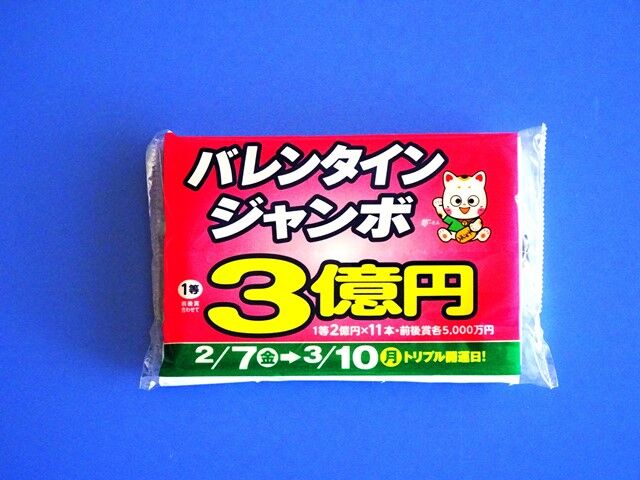 バレンタイン
ジャンボ
1等
前後賞
合わせて
3億円
1等2億円×11本・前後賞各5,000万円
2/7金➡3/10月トリプル開運日!